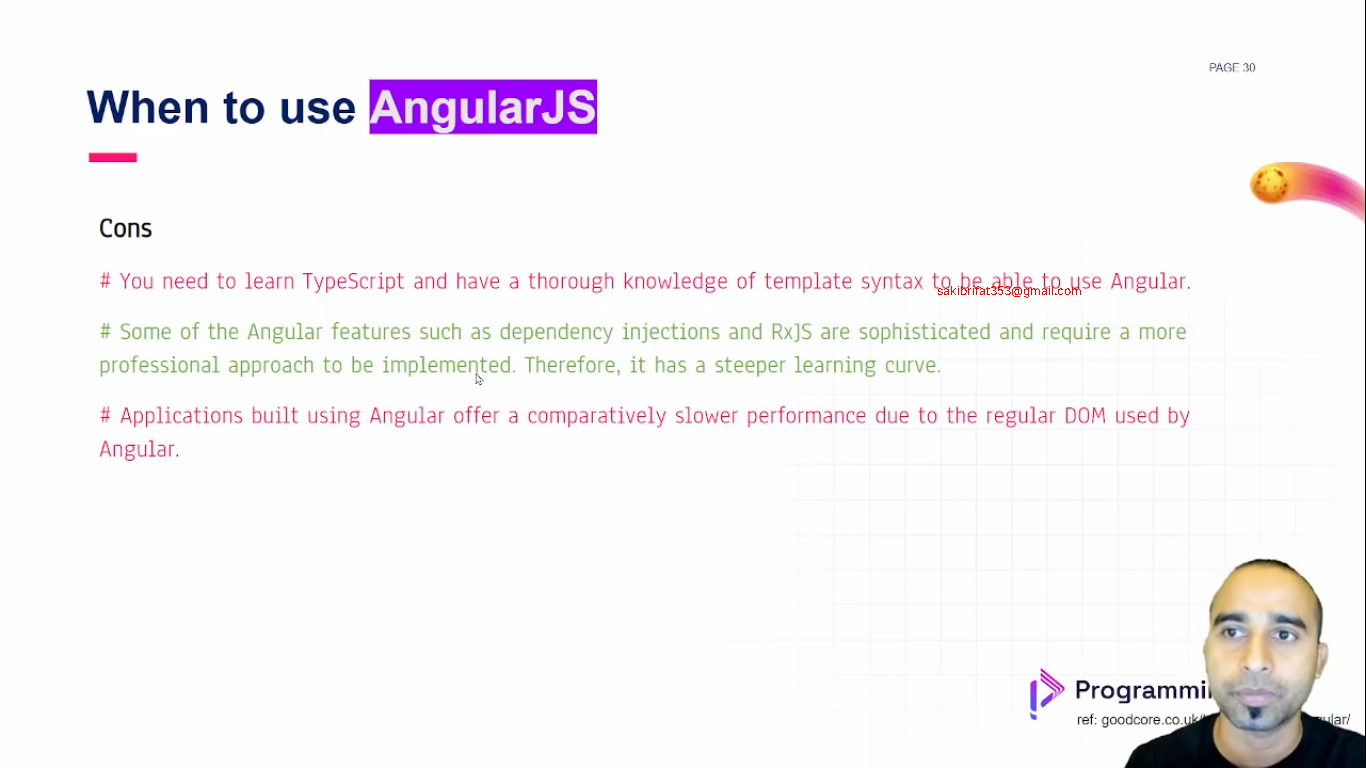 PAGE 30
When to use AngularJS
Cons
# You need to learn TypeScript and have a thorough knowledge of template syntax to be able to use Angular.
sakibrifat353@gmail.com
# Some of the Angular features such as dependency injections and RxJS are sophisticated and require a more
professional approach to be implemented. Therefore, it has a steeper learning curve.
# Applications built using Angular offer a comparatively slower performance due to the regular DOM used by
Angular.
Programmi
ref: goodcore.co.uk/ ular/